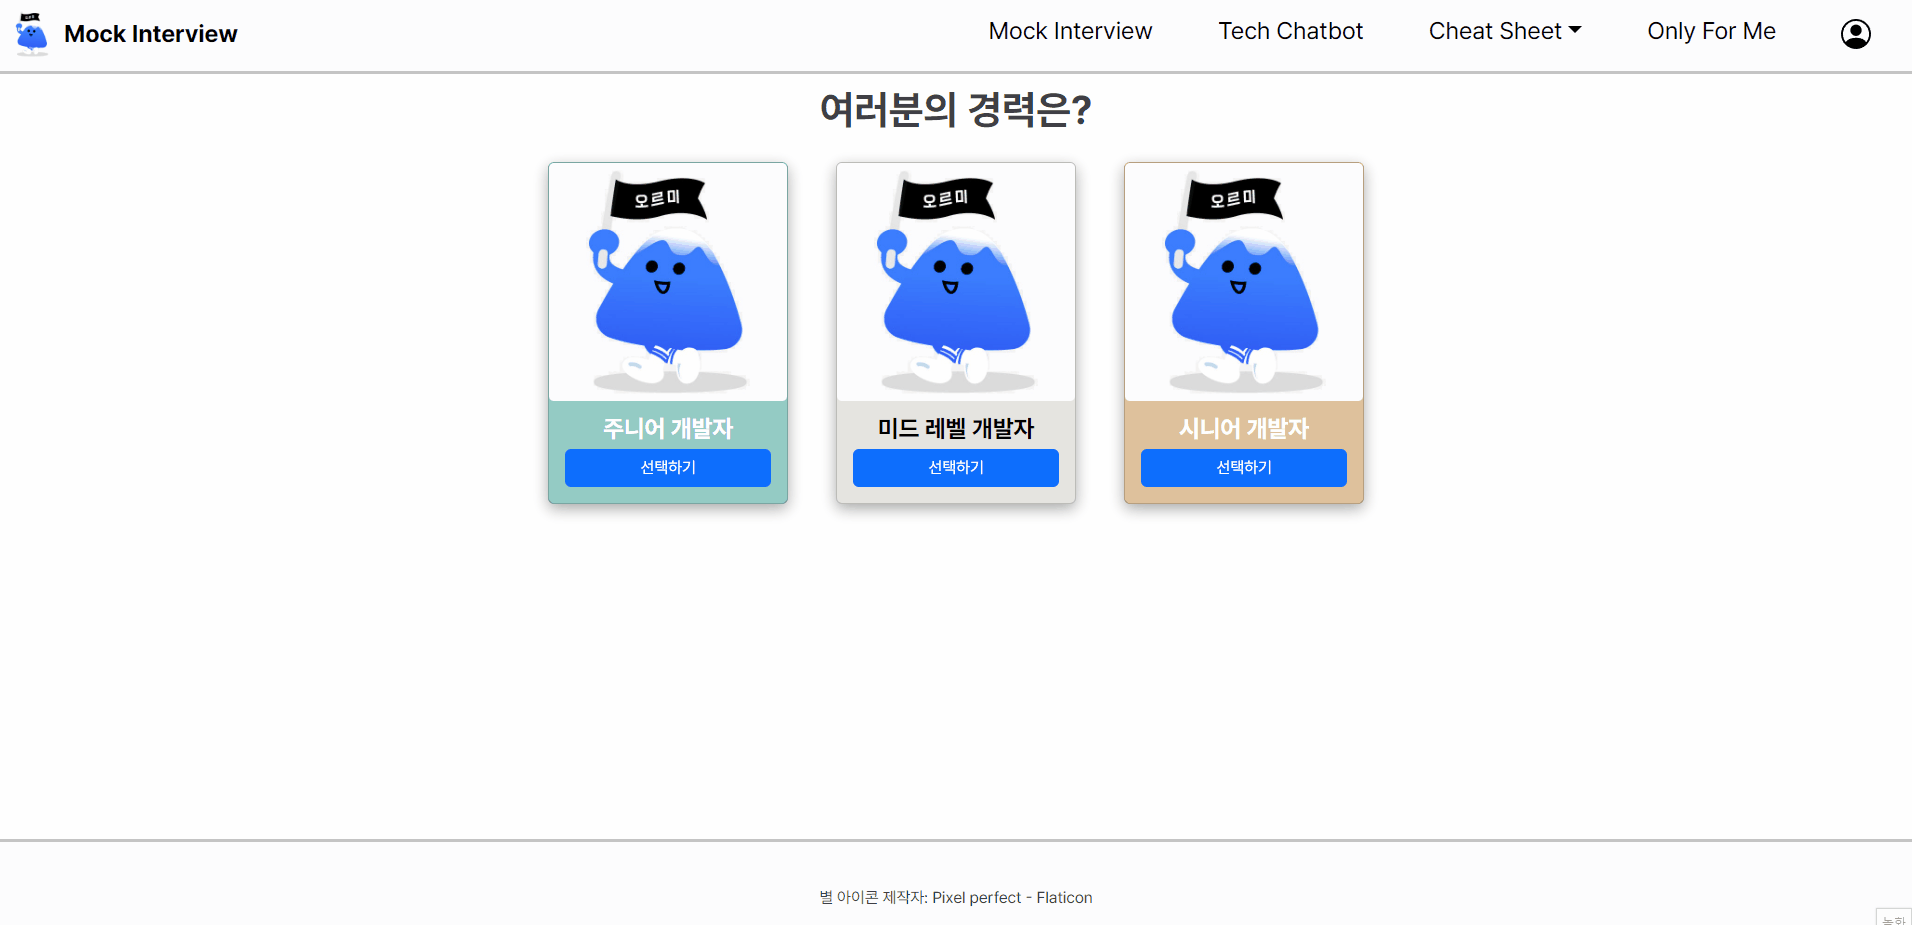 Mock Interview
Mock Interview Tech Chatbot Cheat Sheet Only For Me
여러분의 경력은?
오르미 오르미 오르미
주니어 개발자 미드 레벨 개발자 시니어 개발자
선택하기 선택하기 선택하기
별 아이콘 제작자: Pixel perfect - Flaticon
녹화